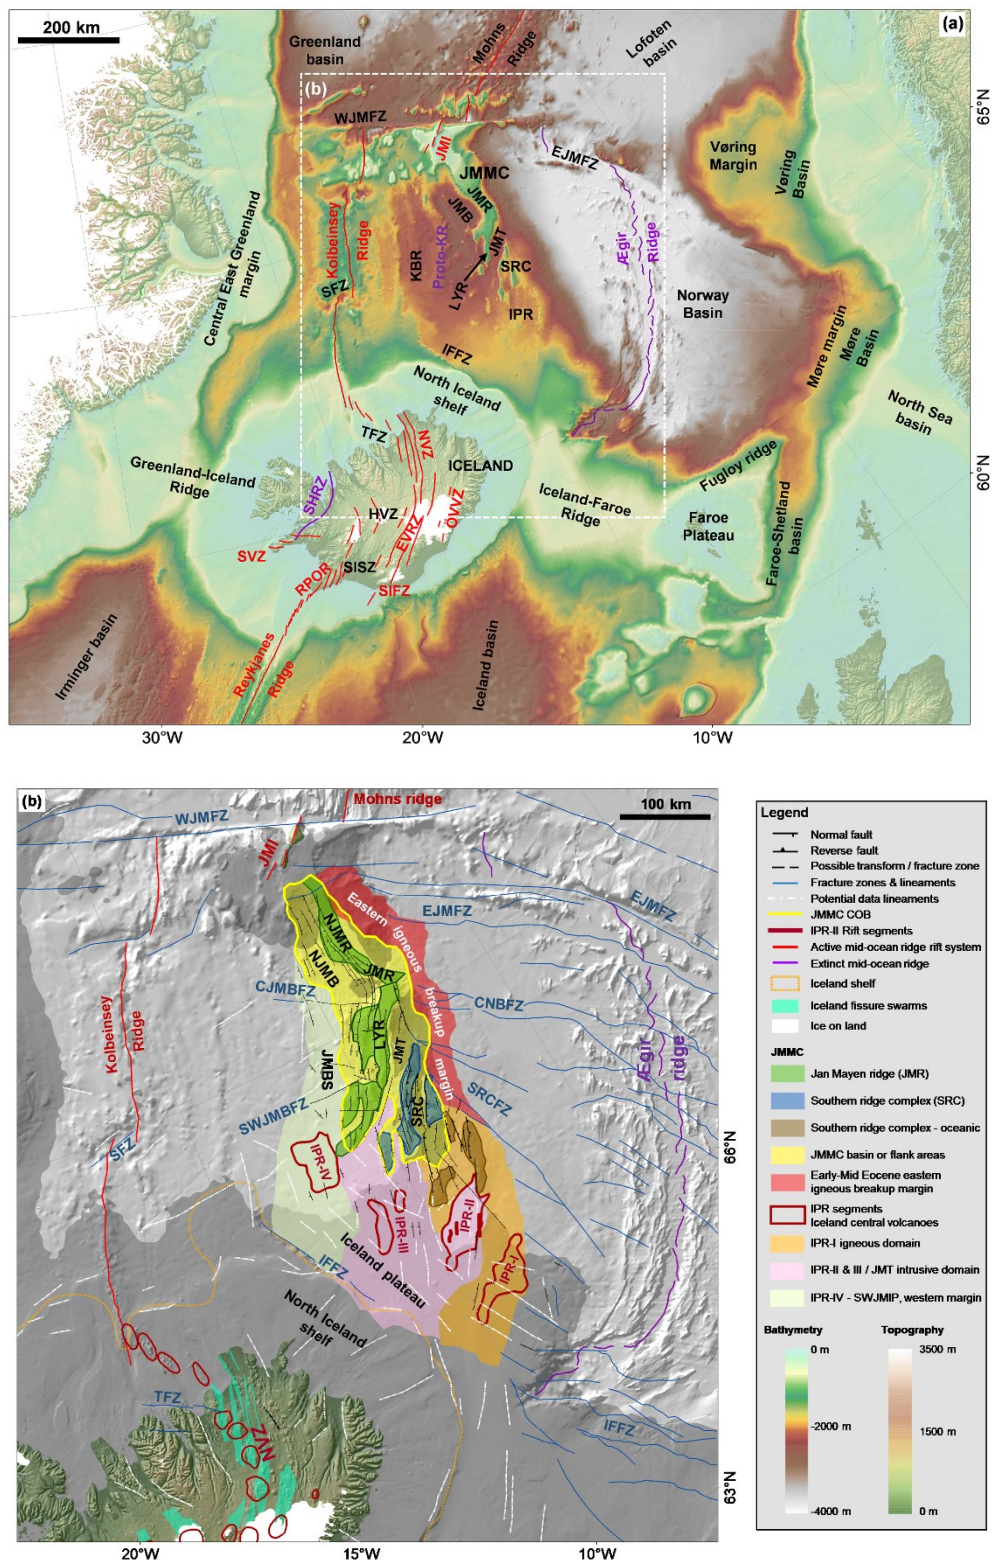 200 km
(a)
Greenland
basin
Mohns
Ridge
Lofoten
basin
(b)
WJMFZ
65°N
JMI
EJMFZ
Vøring
Margin
Vøring
Basin
JMMC
JMR
JMB
JMT
Kolbeinsey
Ridge
KBR
Proto-KR
LYR
SRC
IPR
SFZ
Ægir
Ridge
Norway
Basin
Central East Greenland
margin
Møre margin
Møre
Basin
IFFZ
North Iceland
shelf
North Sea
basin
TFZ
NVZ
ICELAND
Greenland-Iceland
Ridge
SHRZ
Fugloy ridge
60°N
Iceland-Faroe
Ridge
Faroe
Plateau
Faroe-Shetland
basin
HVZ
EVRZ
OVVZ
SVZ
SISZ
RPOR
SIFZ
Reykjanes
Ridge
Irminger basin
Iceland basin
30°W
20°W
10°W
(b)
Mohns ridge
100 km
WJMFZ
JMI
EJMFZ
EJMFZ
Eastern igneous breakup margin
NJMR
NJMB
JMR
CJMBFZ
CNBFZ
Kolbeinsey
Ridge
LYR
JMT
JMBS
Ægir
ridge
SRC
SRCFZ
SWJMBFZ
SFZ
66°N
IPR-IV
IPR-II
IPR-III
IPR-I
Iceland plateau
IFFZ
North Iceland
shelf
TFZ
NVZ
IFFZ
63°N
20°W
15°W
10°W
Legend
Normal fault
Reverse fault
Possible transform / fracture zone
Fracture zones & lineaments
Potential data lineaments
JMMC COB
IPR-II Rift segments
Active mid-ocean ridge rift system
Extinct mid-ocean ridge
Iceland shelf
Iceland fissure swarms
Ice on land
JMMC
Jan Mayen ridge (JMR)
Southern ridge complex (SRC)
Southern ridge complex - oceanic
JMMC basin or flank areas
Early-Mid Eocene eastern
igneous breakup margin
IPR segments
Iceland central volcanoes
IPR-I igneous domain
IPR-II & III / JMT intrusive domain
IPR-IV - SWJMIP, western margin
Bathymetry
Topography
0 m
3500 m
-2000 m
1500 m
-4000 m
0 m